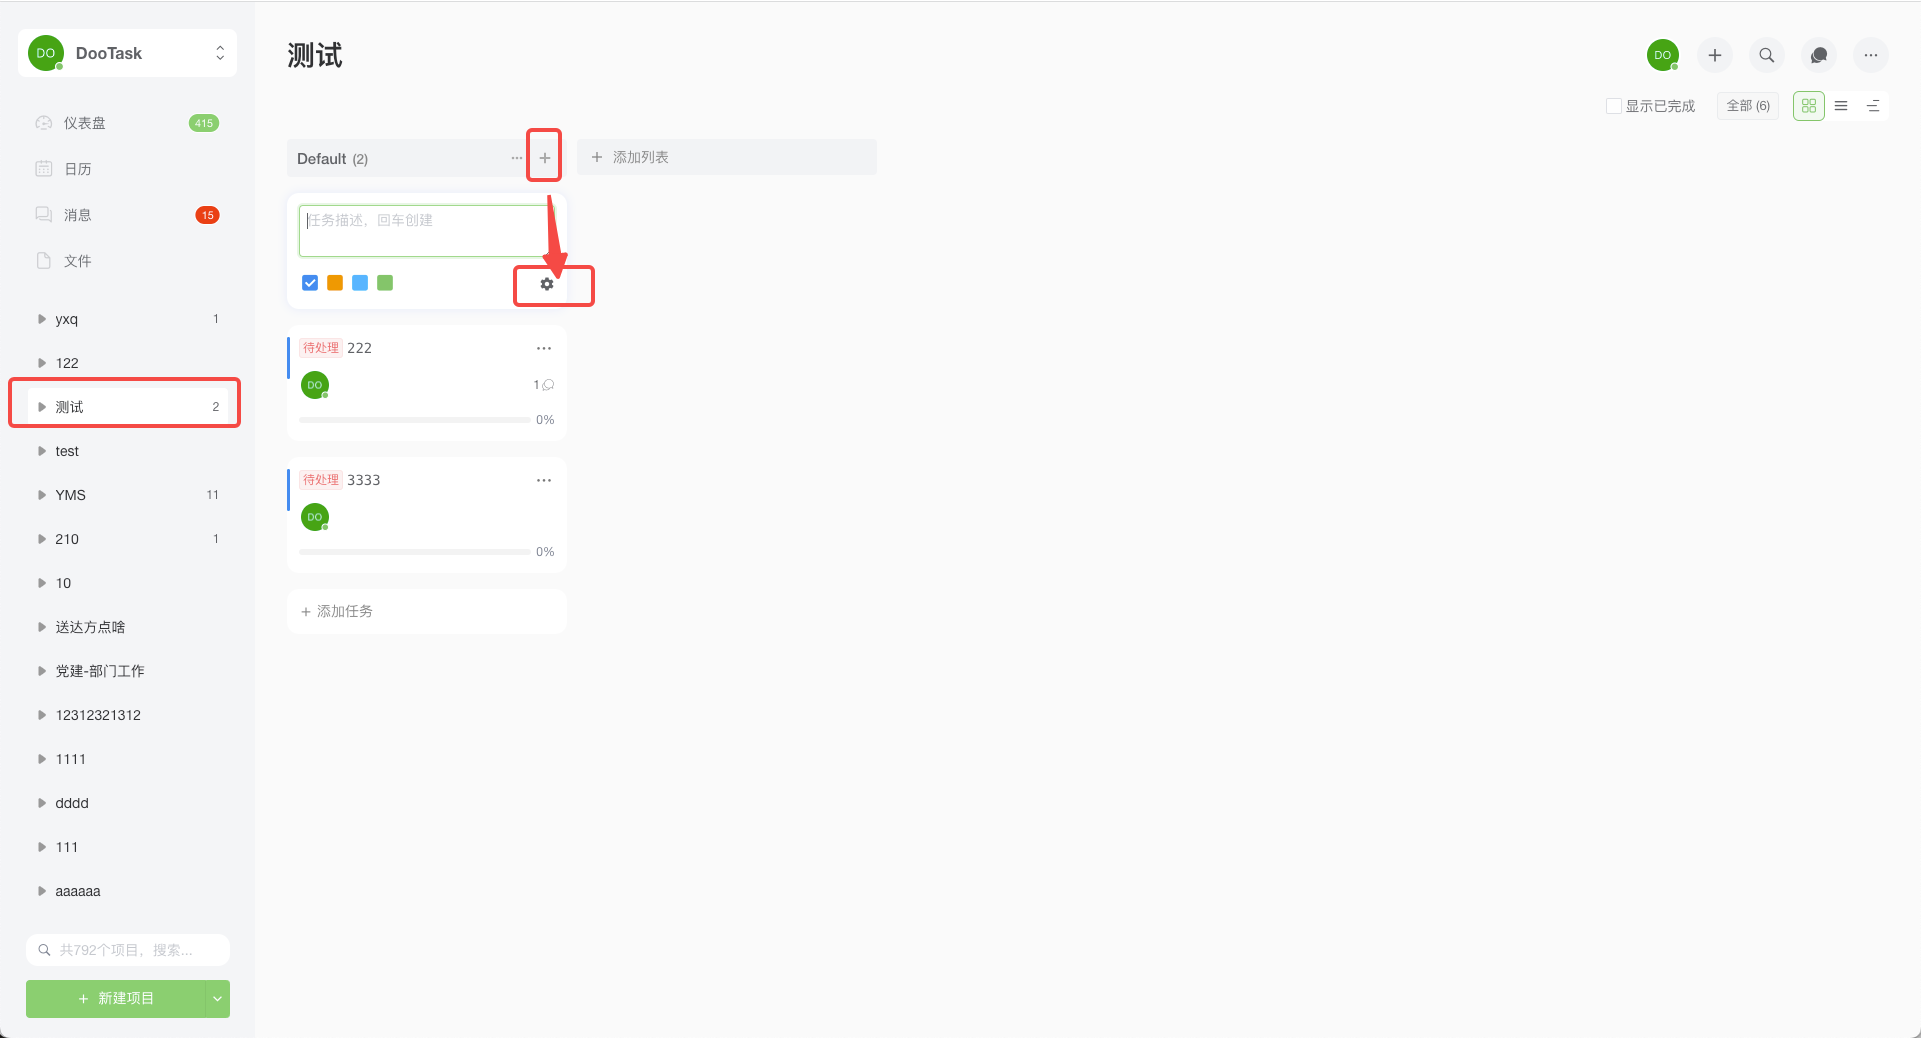 DO DooTask
仪表盘 415
日历
消息 15
文件
yxq 1
122
测试 2
test
YMS 11
210 1
10
送达方点啥
党建-部门工作
12312321312
1111
dddd
111
aaaaaa
共792个项目，搜索...
+ 新建项目
测试
DO
显示已完成 全部 (6)
Default (2)
+ 添加列表
任务描述，回车创建
待处理 222
DO 1
0%
待处理 3333
DO
0%
+ 添加任务